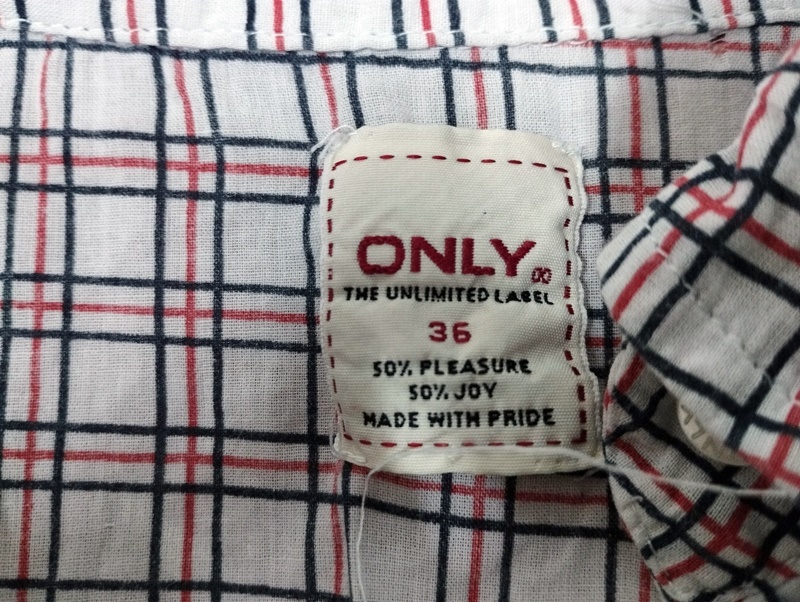 ONLY
THE UNLIMITED LABEL
36
50% PLEASURE
50% JOY
MADE WITH PRIDE